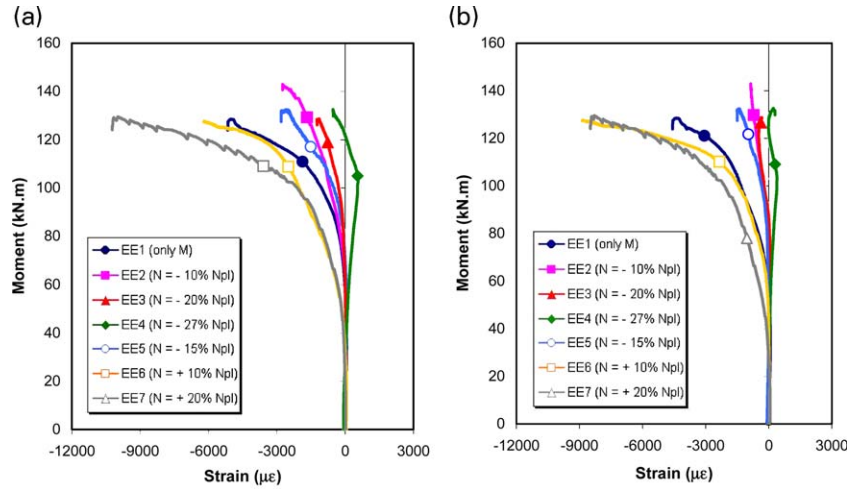 (a)
160
140
120
100
80
60
40
20
0
Moment (kN.m)
EE1 (only M)
EE2 (N = - 10% Npl)
EE3 (N = - 20% Npl)
EE4 (N = - 27% Npl)
EE5 (N = - 15% Npl)
EE6 (N = + 10% Npl)
EE7 (N = + 20% Npl)
-12000 -9000 -6000 -3000 0 3000
Strain (με)
(b)
160
140
120
100
80
60
40
20
0
Moment (kN.m)
EE1 (only M)
EE2 (N = - 10% Npl)
EE3 (N = - 20% Npl)
EE4 (N = - 27% Npl)
EE5 (N = - 15% Npl)
EE6 (N = + 10% Npl)
EE7 (N = + 20% Npl)
-12000 -9000 -6000 -3000 0 3000
Strain (με)